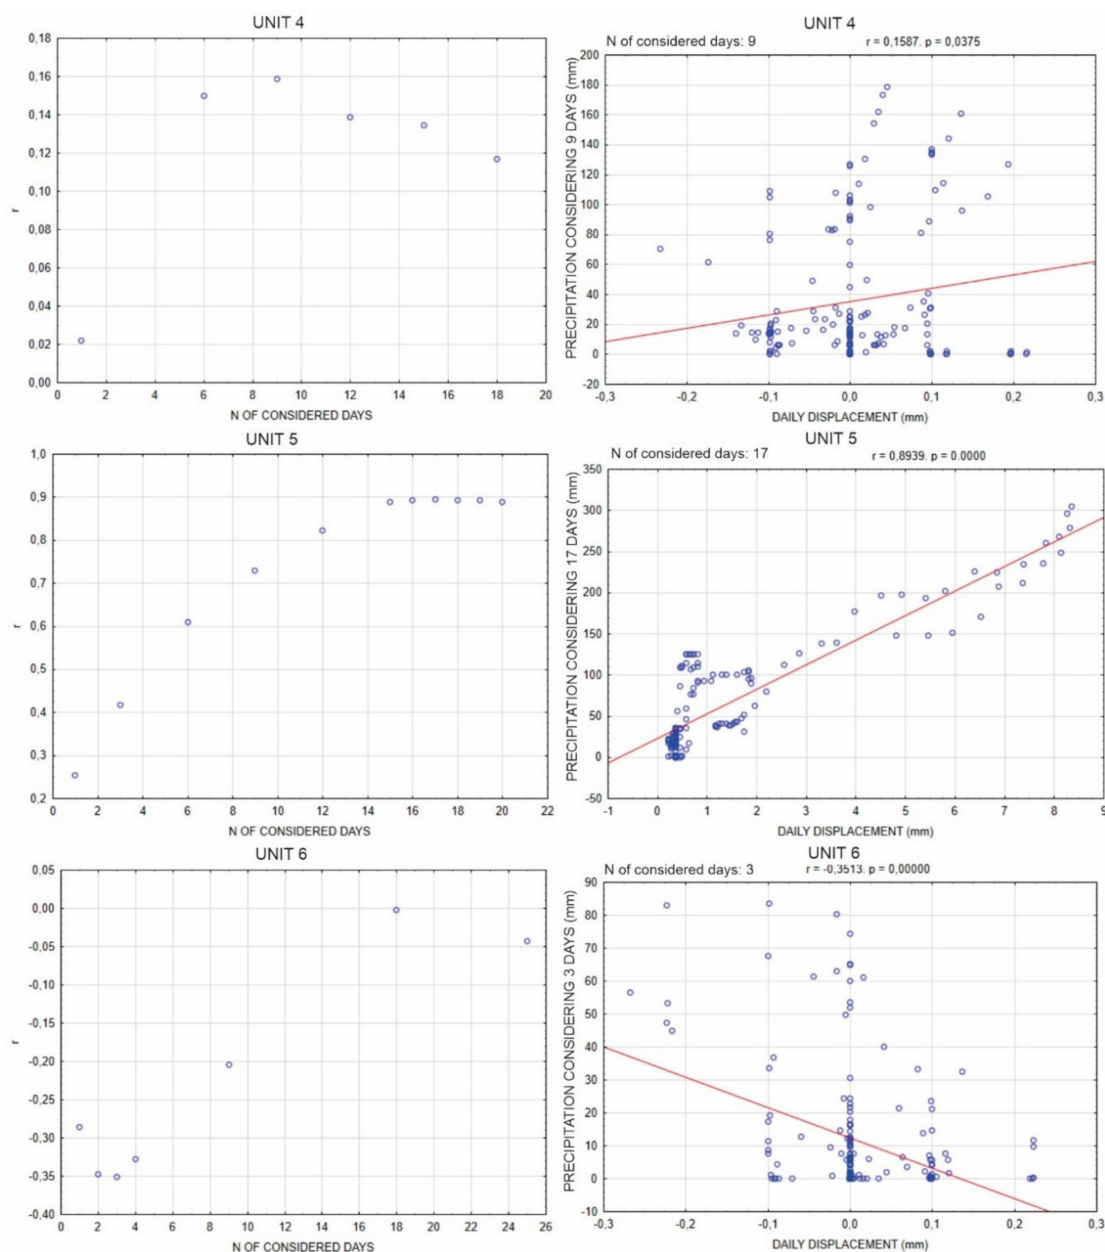 UNIT 4
0,18
0,16
0,14
0,12
0,10
0,08
0,06
0,04
0,02
0,00
r
0 2 4 6 8 10 12 14 16 18 20
N OF CONSIDERED DAYS
UNIT 4
N of considered days: 9 r = 0,1587. p = 0,0375
PRECIPITATION CONSIDERING 9 DAYS (mm)
200
180
160
140
120
100
80
60
40
20
0
-20
-0,3 -0,2 -0,1 0,0 0,1 0,2 0,3
DAILY DISPLACEMENT (mm)
UNIT 5
1,0
0,9
0,8
0,7
0,6
0,5
0,4
0,3
0,2
r
0 2 4 6 8 10 12 14 16 18 20 22
N OF CONSIDERED DAYS
UNIT 5
N of considered days: 17 r = 0,8939. p = 0.0000
PRECIPITATION CONSIDERING 17 DAYS (mm)
350
300
250
200
150
100
50
0
-50
-1 0 1 2 3 4 5 6 7 8 9
DAILY DISPLACEMENT (mm)
UNIT 6
0,05
0,00
-0,05
-0,10
-0,15
-0,20
-0,25
-0,30
-0,35
-0,40
r
0 2 4 6 8 10 12 14 16 18 20 22 24 26
N OF CONSIDERED DAYS
UNIT 6
N of considered days: 3 r = -0,3513. p = 0,00000
PRECIPITATION CONSIDERING 3 DAYS (mm)
90
80
70
60
50
40
30
20
10
0
-10
-0,3 -0,2 -0,1 0,0 0,1 0,2 0,3
DAILY DISPLACEMENT (mm)